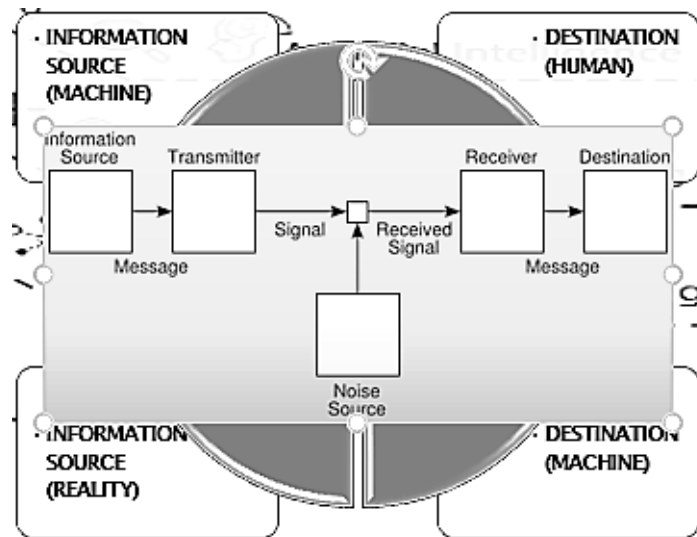 · INFORMATION
SOURCE
(MACHINE)
· DESTINATION
(HUMAN)
Intelligence
Information
Source
Transmitter
Receiver
Destination
Signal
Received
Signal
Message
Message
Noise
Source
· INFORMATION
SOURCE
(REALITY)
· DESTINATION
(MACHINE)